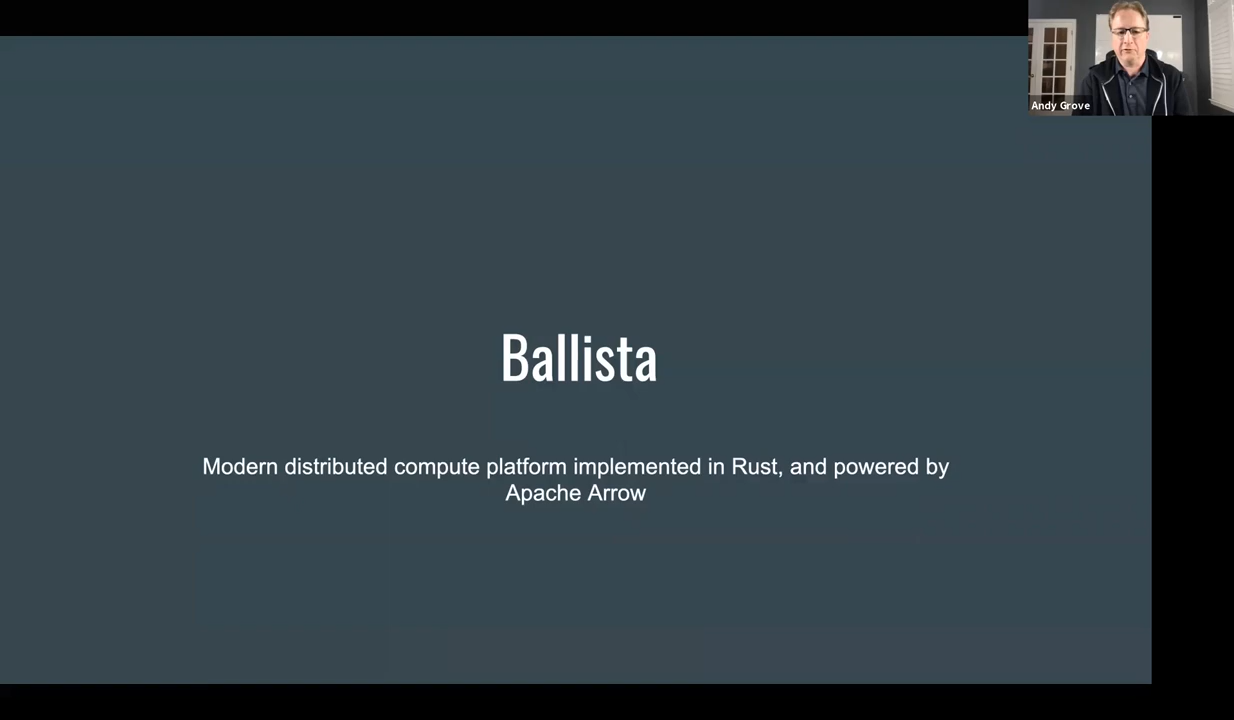 Andy Grove
Ballista
Modern distributed compute platform implemented in Rust, and powered by
Apache Arrow